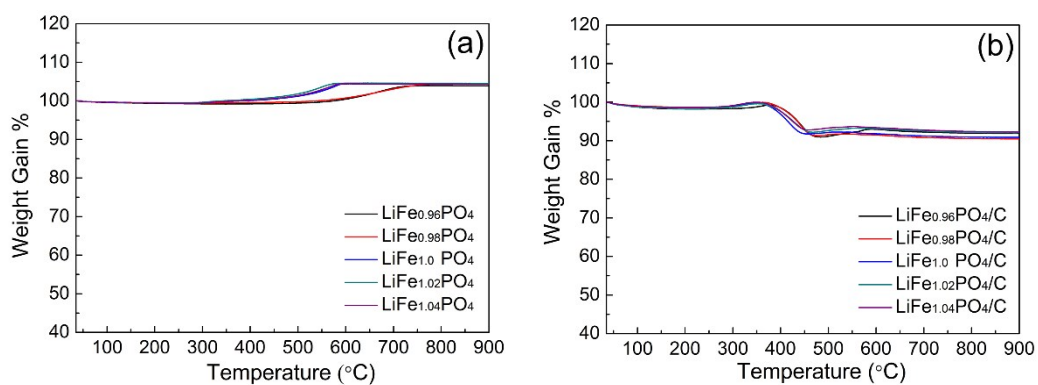 (a)
120
110
100
90
80
70
60
50
40
Weight Gain %
LiFe0.96PO4
LiFe0.98PO4
LiFe1.0 PO4
LiFe1.02PO4
LiFe1.04PO4
100 200 300 400 500 600 700 800 900
Temperature (°C)
(b)
120
110
100
90
80
70
60
50
40
Weight Gain %
LiFe0.96PO4/C
LiFe0.98PO4/C
LiFe1.0 PO4/C
LiFe1.02PO4/C
LiFe1.04PO4/C
100 200 300 400 500 600 700 800 900
Temperature (°C)